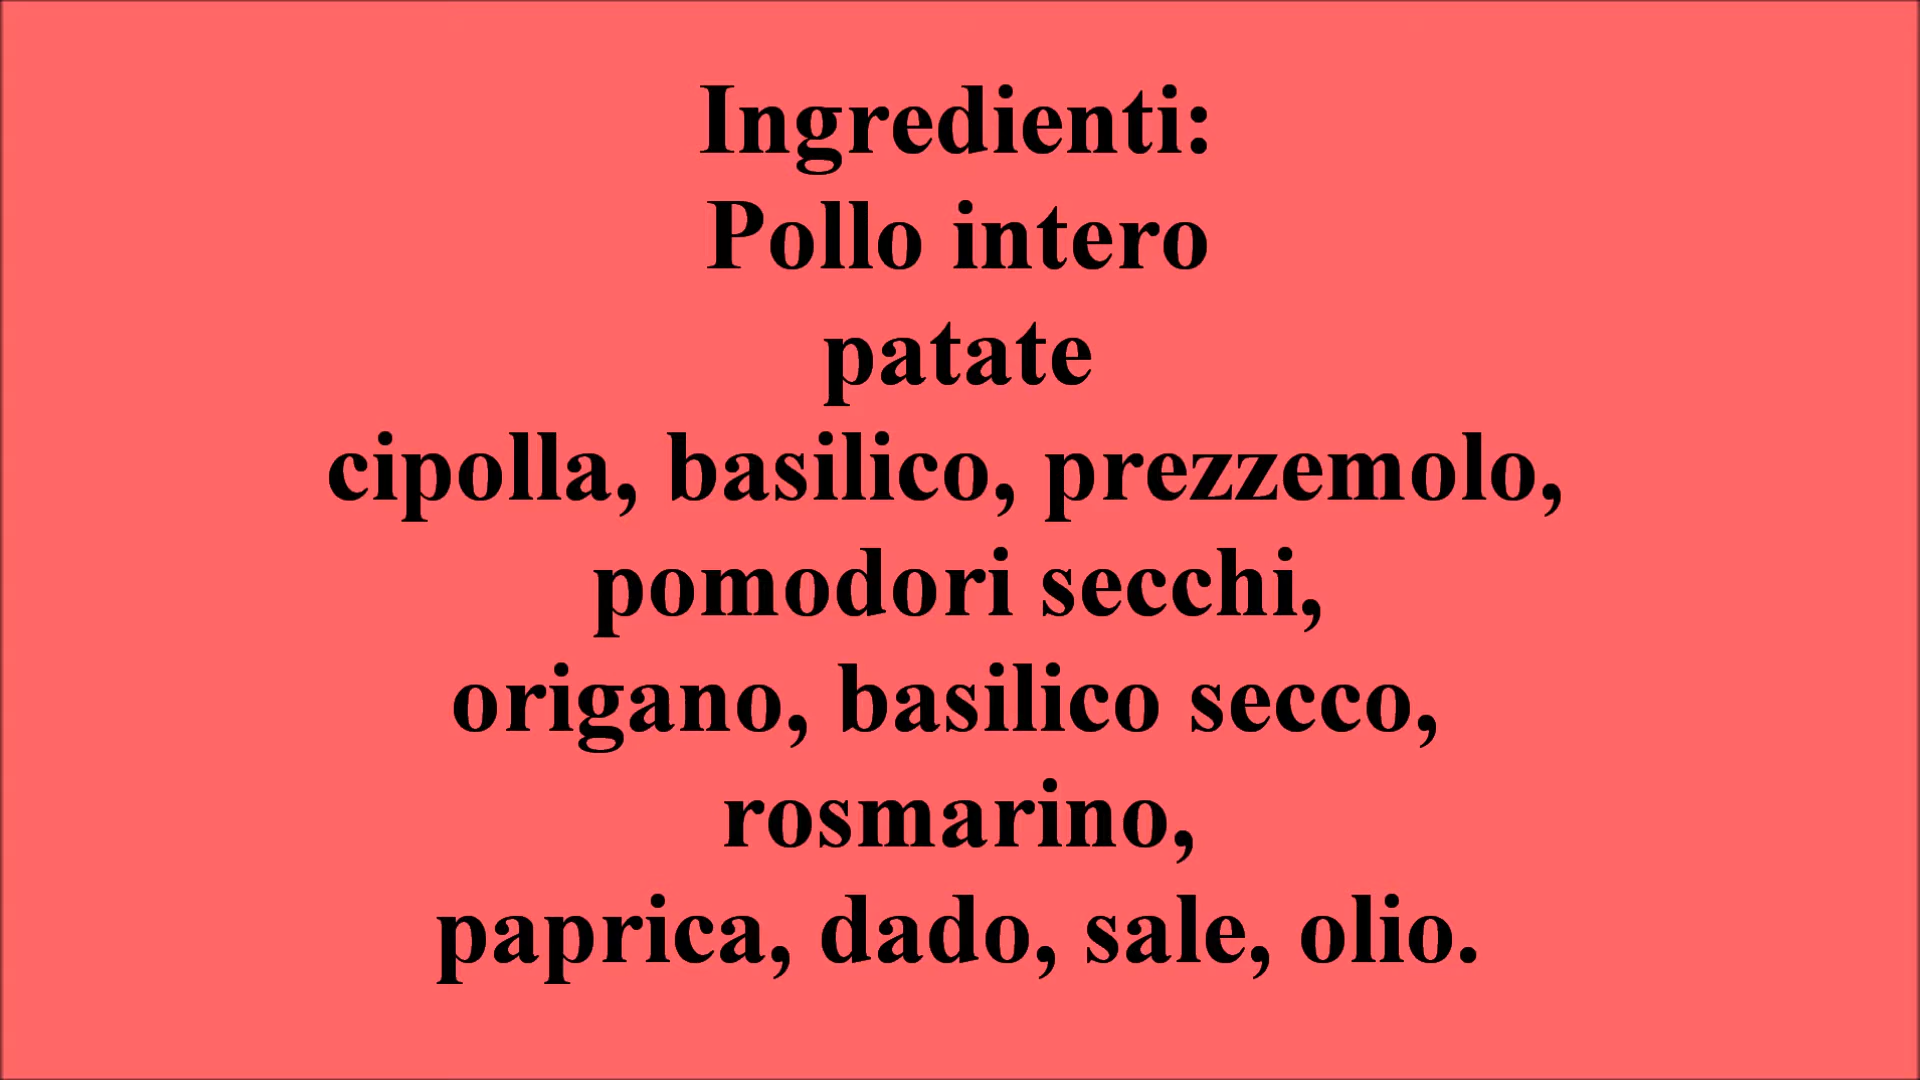 Ingredienti:
Pollo intero
patate
cipolla, basilico, prezzemolo,
pomodori secchi,
origano, basilico secco,
rosmarino,
paprica, dado, sale, olio.